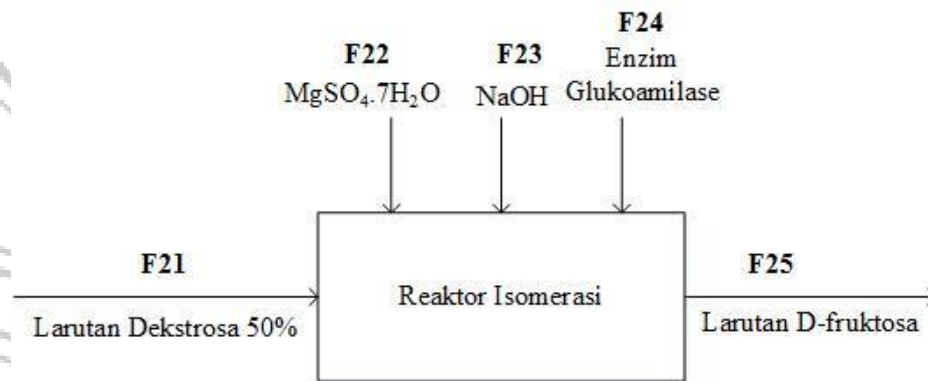 F22
MgSO₄.7H₂O
F23
NaOH
F24
Enzim
Glukoamilase
F21
Larutan Dekstrosa 50%
Reaktor Isomerasi
F25
Larutan D-fruktosa